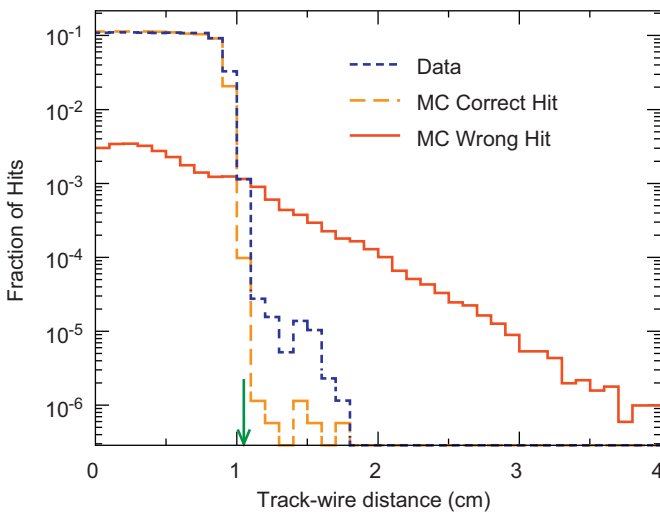 Fraction of Hits
10⁻¹
10⁻²
10⁻³
10⁻⁴
10⁻⁵
10⁻⁶
Data
MC Correct Hit
MC Wrong Hit
0 1 2 3 4
Track-wire distance (cm)